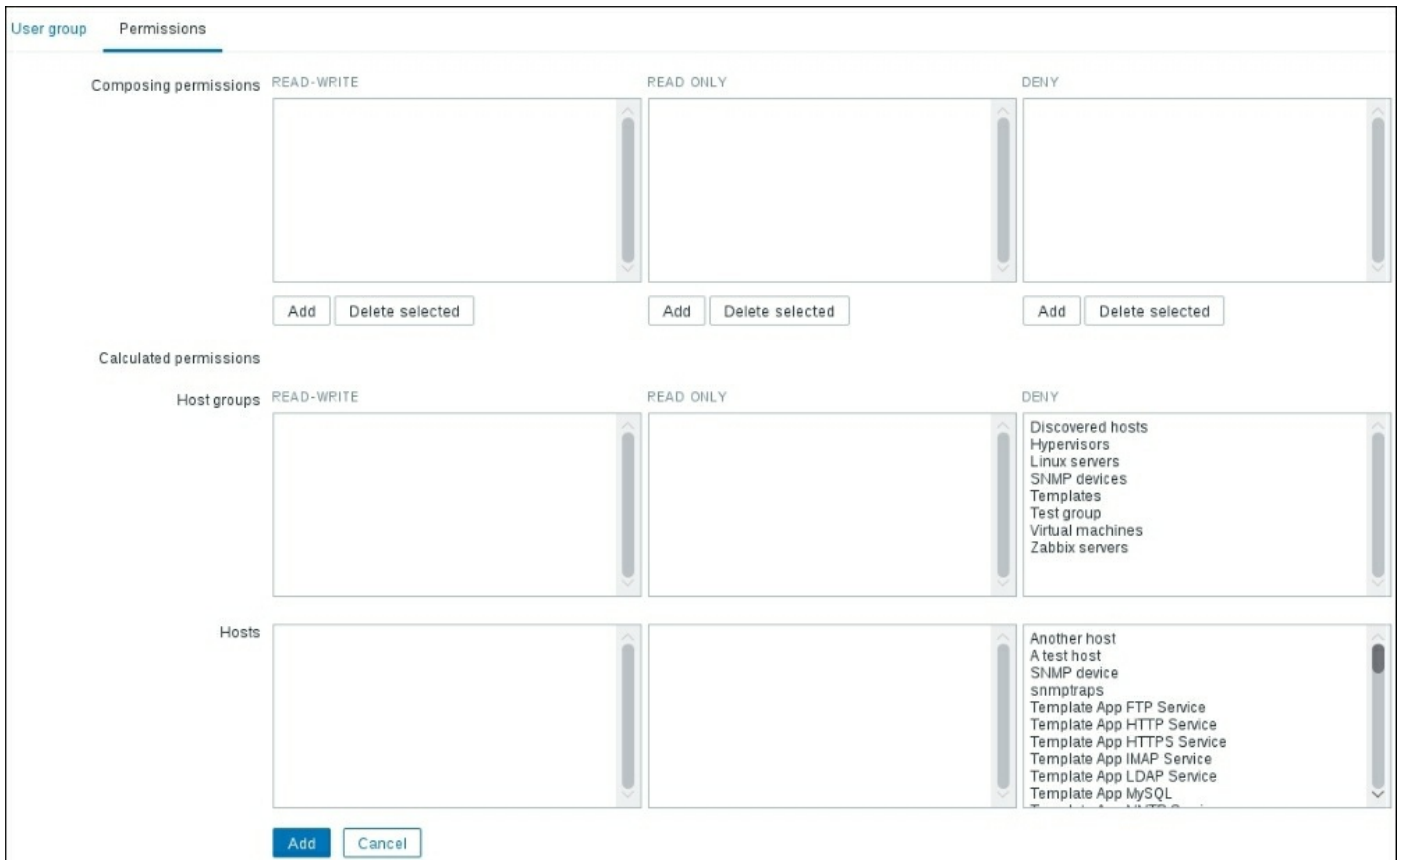 User group Permissions
Composing permissions READ-WRITE READ ONLY DENY
Add Delete selected Add Delete selected Add Delete selected
Calculated permissions
Host groups READ-WRITE READ ONLY DENY
Discovered hosts
Hypervisors
Linux servers
SNMP devices
Templates
Test group
Virtual machines
Zabbix servers
Hosts
Another host
A test host
SNMP device
snmptraps
Template App FTP Service
Template App HTTP Service
Template App HTTPS Service
Template App IMAP Service
Template App LDAP Service
Template App MySQL
Add Cancel